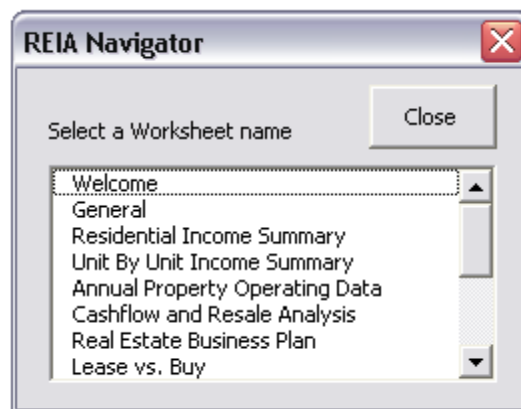 REIA Navigator
Close
Select a Worksheet name
Welcome
General
Residential Income Summary
Unit By Unit Income Summary
Annual Property Operating Data
Cashflow and Resale Analysis
Real Estate Business Plan
Lease vs. Buy